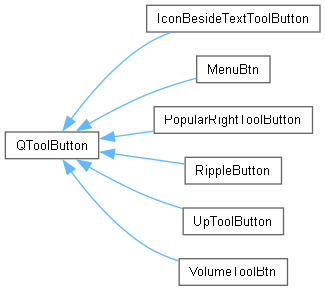 IconBesideTextToolButton
MenuBtn
PopularRightToolButton
QToolButton
RippleButton
UpToolButton
VolumeToolBtn